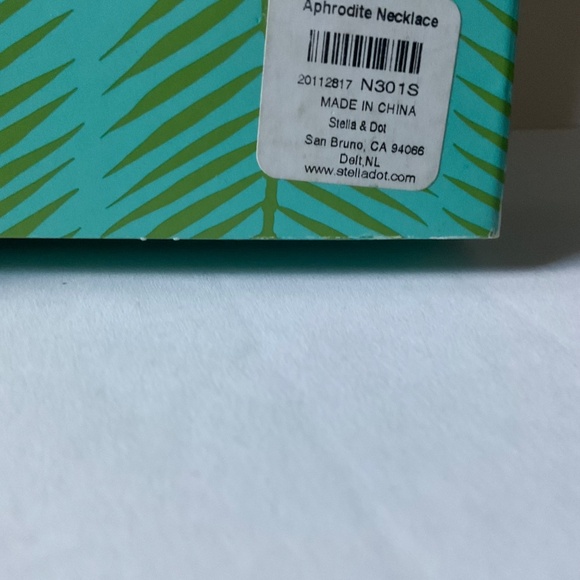 Aphrodite Necklace
20112817 N301S
MADE IN CHINA
Stella & Dot
San Bruno, CA 94066
Delt,NL
www.stelladot.com